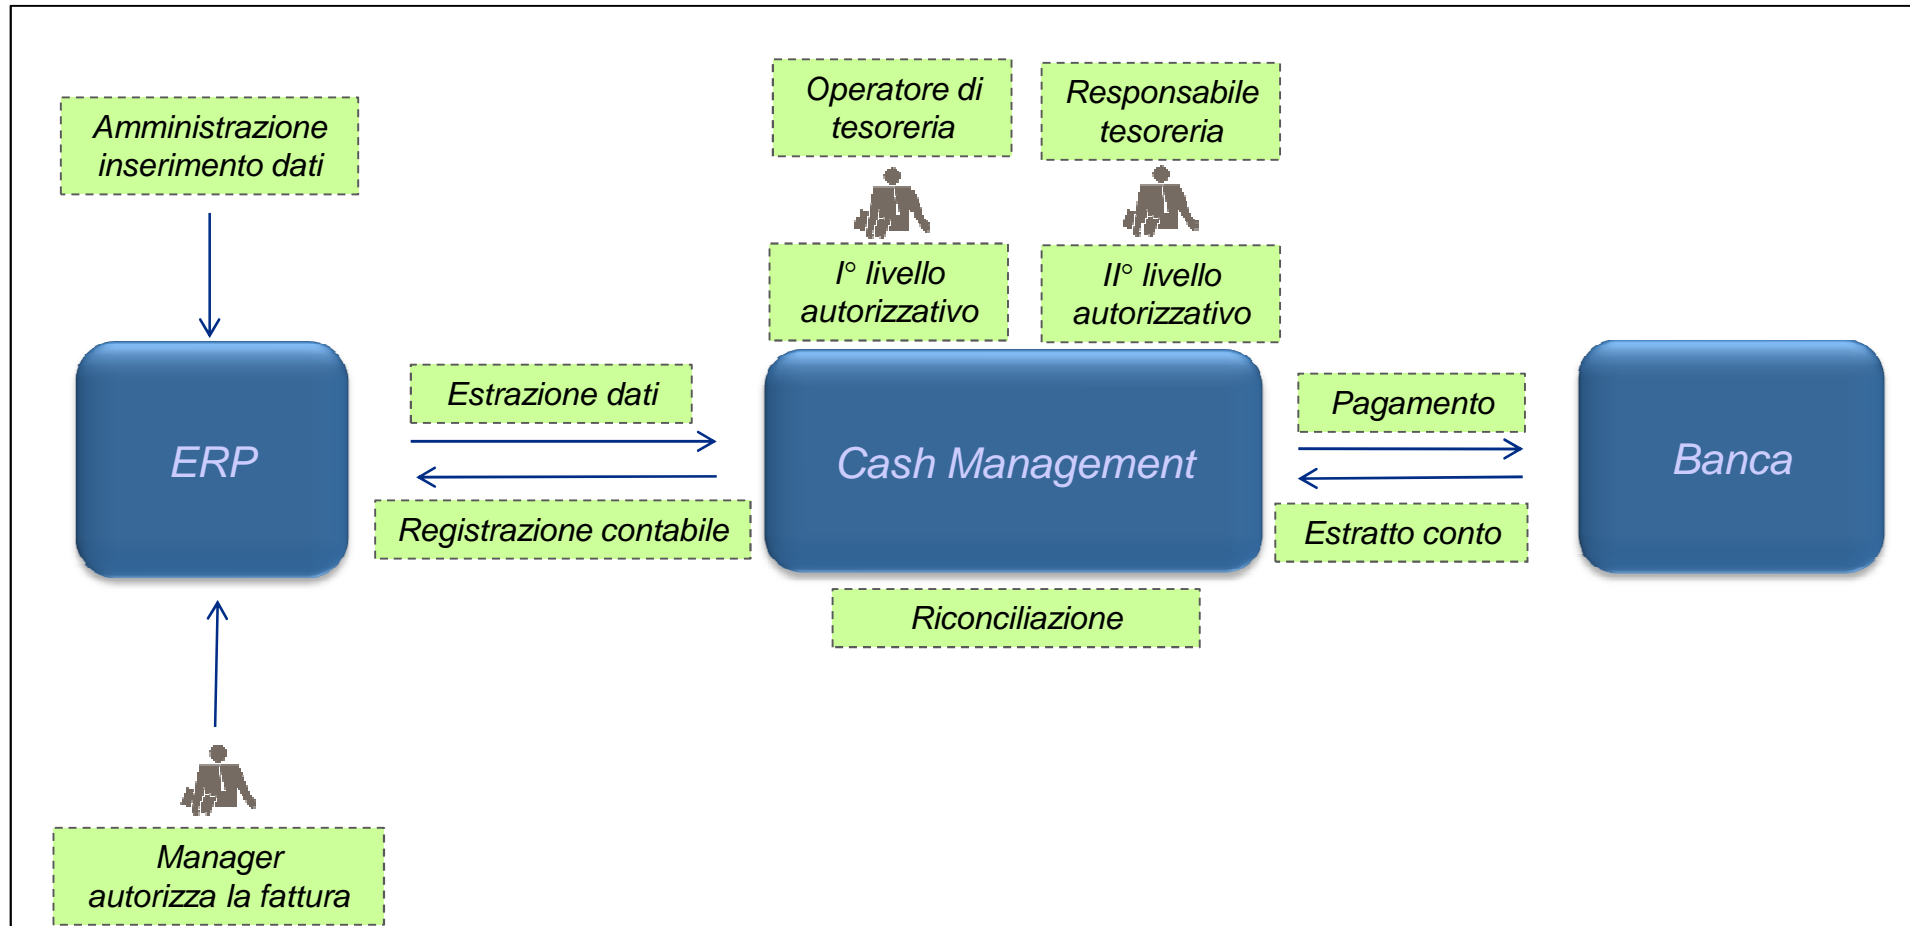 Operatore di
tesoreria
Responsabile
tesoreria
Amministrazione
inserimento dati
I° livello
autorizzativo
II° livello
autorizzativo
Estrazione dati
Pagamento
ERP
Cash Management
Banca
Registrazione contabile
Estratto conto
Riconciliazione
Manager
autorizza la fattura